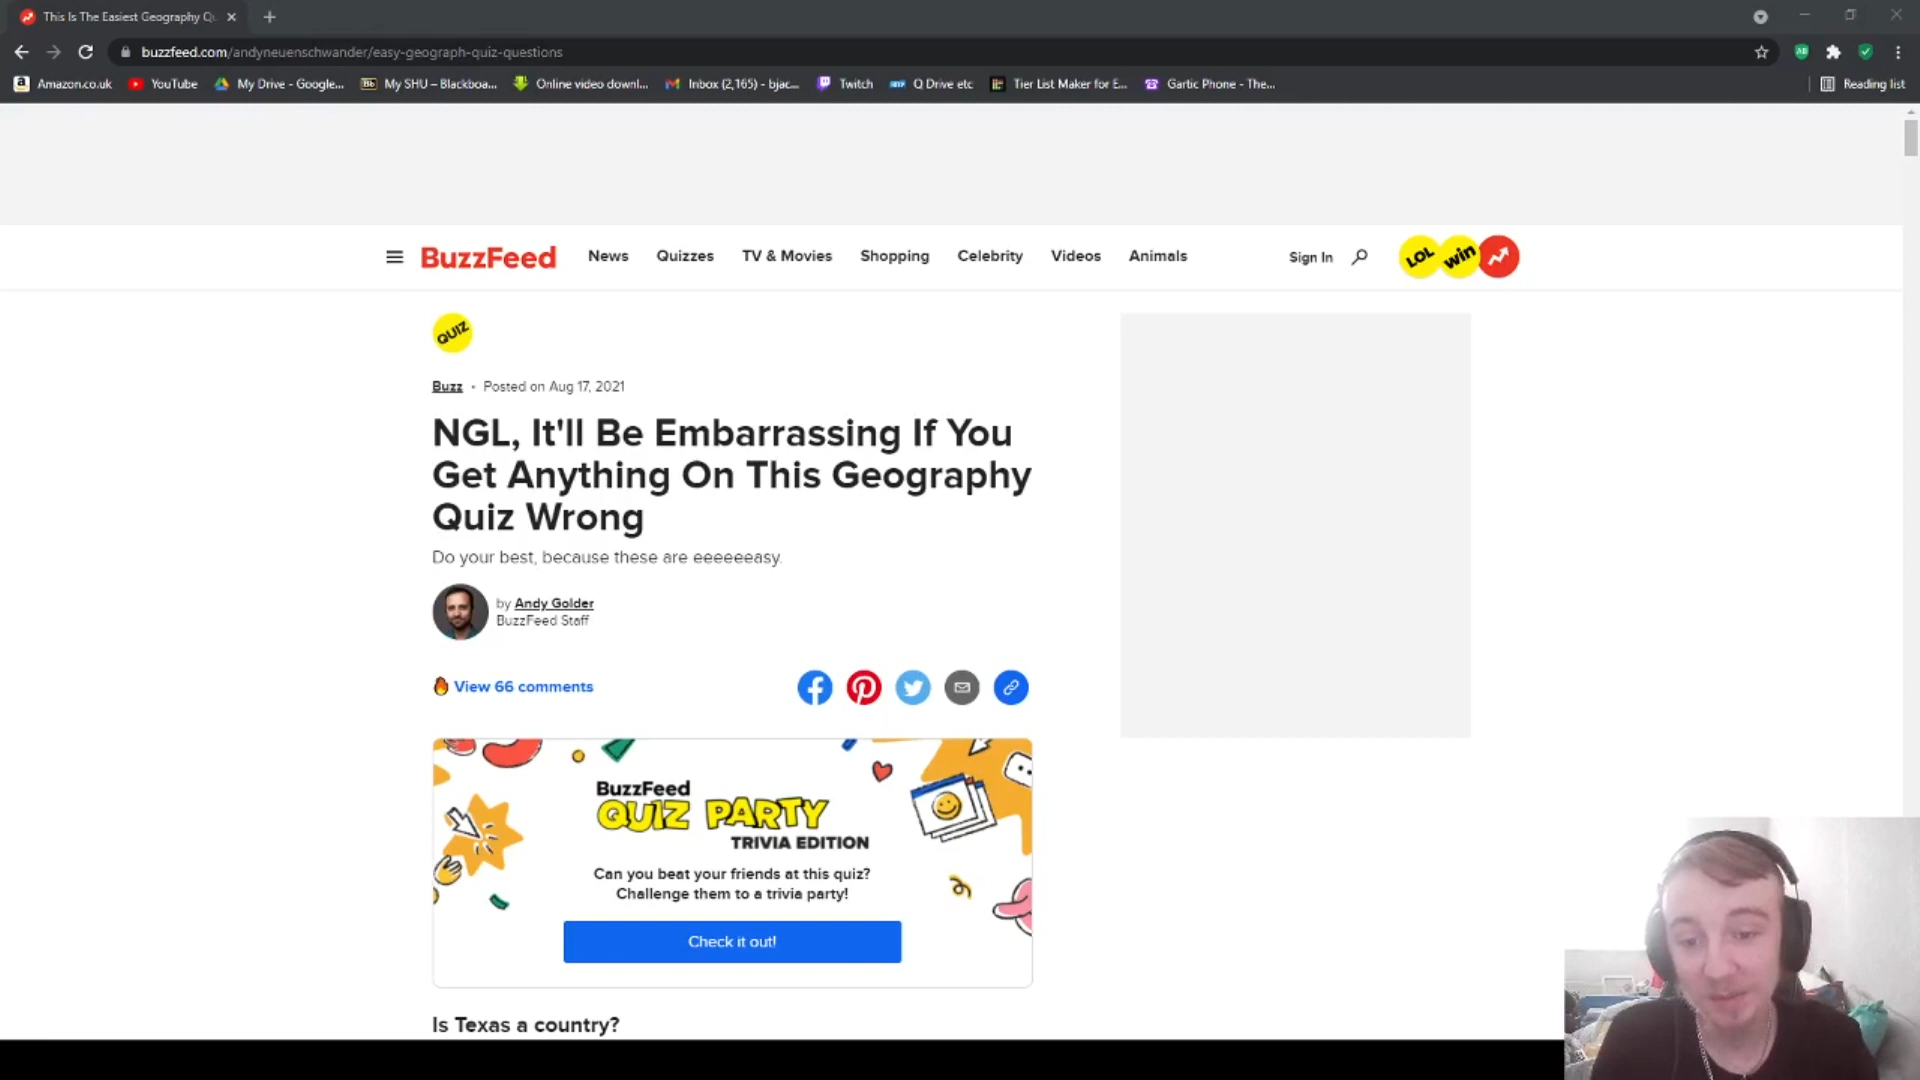 This Is The Easiest Geography Q
buzzfeed.com/andyneuenschwander/easy-geograph-quiz-questions
Amazon.co.uk YouTube My Drive - Google... My SHU – Blackboa... Online video downl... Inbox (2,165) - bjac... Twitch Q Drive etc Tier List Maker for E... Gartic Phone - The... Reading list
BuzzFeed News Quizzes TV & Movies Shopping Celebrity Videos Animals Sign In LOL win
QUIZ
Buzz • Posted on Aug 17, 2021
NGL, It'll Be Embarrassing If You
Get Anything On This Geography
Quiz Wrong
Do your best, because these are eeeeeeasy.
by Andy Golder
BuzzFeed Staff
View 66 comments
BuzzFeed
QUIZ PARTY
TRIVIA EDITION
Can you beat your friends at this quiz?
Challenge them to a trivia party!
Check it out!
Is Texas a country?